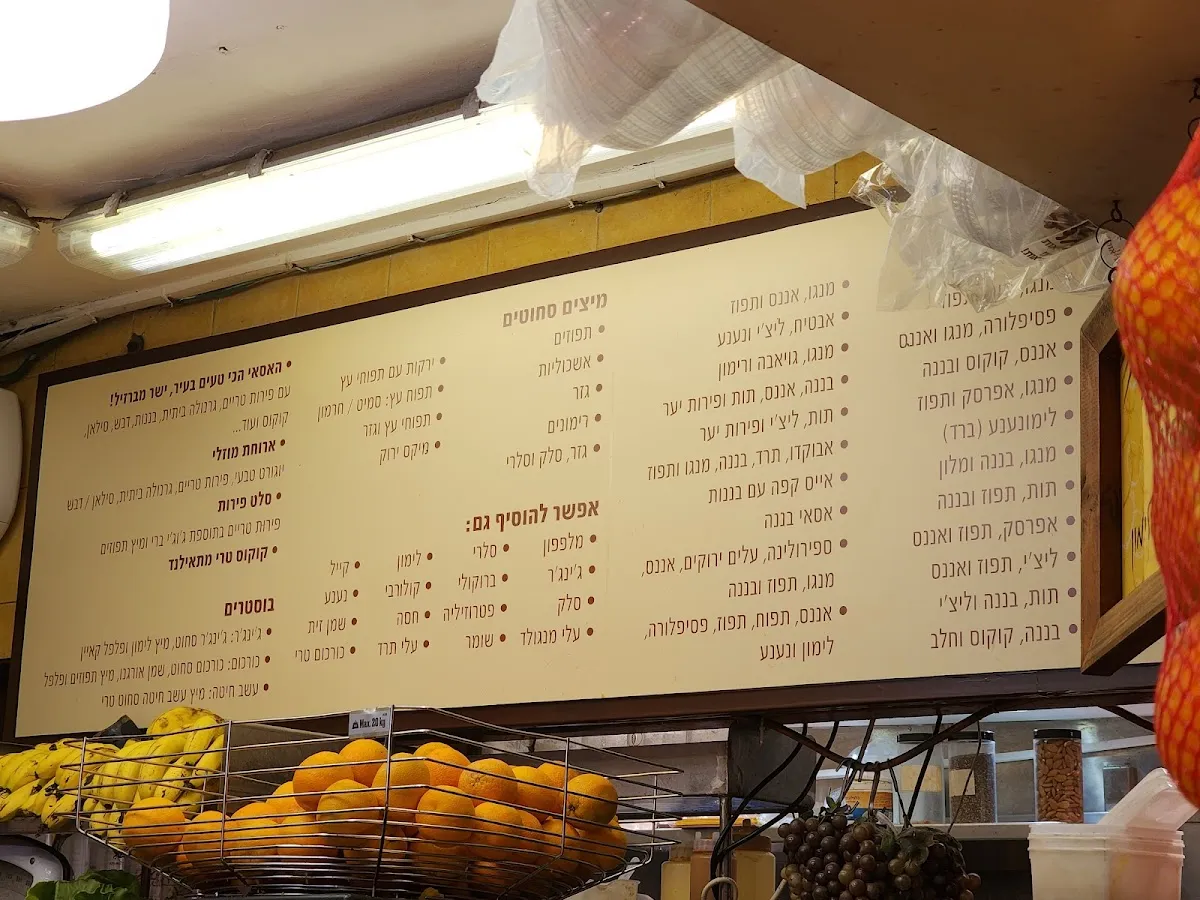 פסיפלורה, מנגו ואננס
אננס, קוקוס ובננה
מנגו, אפרסק ותפוז
לימונענע (ברד)
מנגו, בננה ומלון
תות, תפוז ובננה
אפרסק, תפוז ואננס
ליצ'י, תפוז ואננס
תות, בננה וליצ'י
בננה, קוקוס וחלב
מנגו, אננס ותפוז
אבטיח, ליצ'י ונענע
מנגו, גויאבה ורימון
בננה, אננס, תות ופירות יער
תות, ליצ'י ופירות יער
אבוקדו, תרד, בננה, מנגו ותפוז
אייס קפה עם בננות
אסאי בננה
ספירולינה, עלים ירוקים, אננס,
מנגו, תפוז ובננה
אננס, תפוח, תפוז, פסיפלורה,
לימון ונענע
מיצים סחוטים
תפוזים
אשכוליות
גזר
רימונים
גזר, סלק וסלרי
ירקות עם תפוחי עץ
תפוח עץ: סמיט / חרמון
תפוחי עץ וגזר
מיקס ירוק
אפשר להוסיף גם:
מלפפון
ג'ינג'ר
סלק
עלי מנגולד
סלרי
ברוקולי
פטרוזיליה
שומר
לימון
קולורבי
חסה
עלי תרד
קייל
נענע
שמן זית
כורכום טרי
האסאי הכי טעים בעיר, ישר מברזיל!
עם פירות טריים, גרנולה ביתית, בננות, דבש, סילאן,
קוקוס ועוד...
ארוחת מוזלי
יוגורט טבעי, פירות טריים, גרנולה ביתית, סילאן / דבש
סלט פירות
פירות טריים בתוספת ג'וג'י ברי ומיץ תפוזים
קוקוס טרי מתאילנד
בוסטרים
ג'ינג'ר: ג'ינג'ר סחוט, מיץ לימון ופלפל קאיין
כורכום: כורכום סחוט, שמן אורגנו, מיץ תפוזים ופלפל
עשב חיטה: מיץ עשב חיטה סחוט טרי
Max. 20 kg